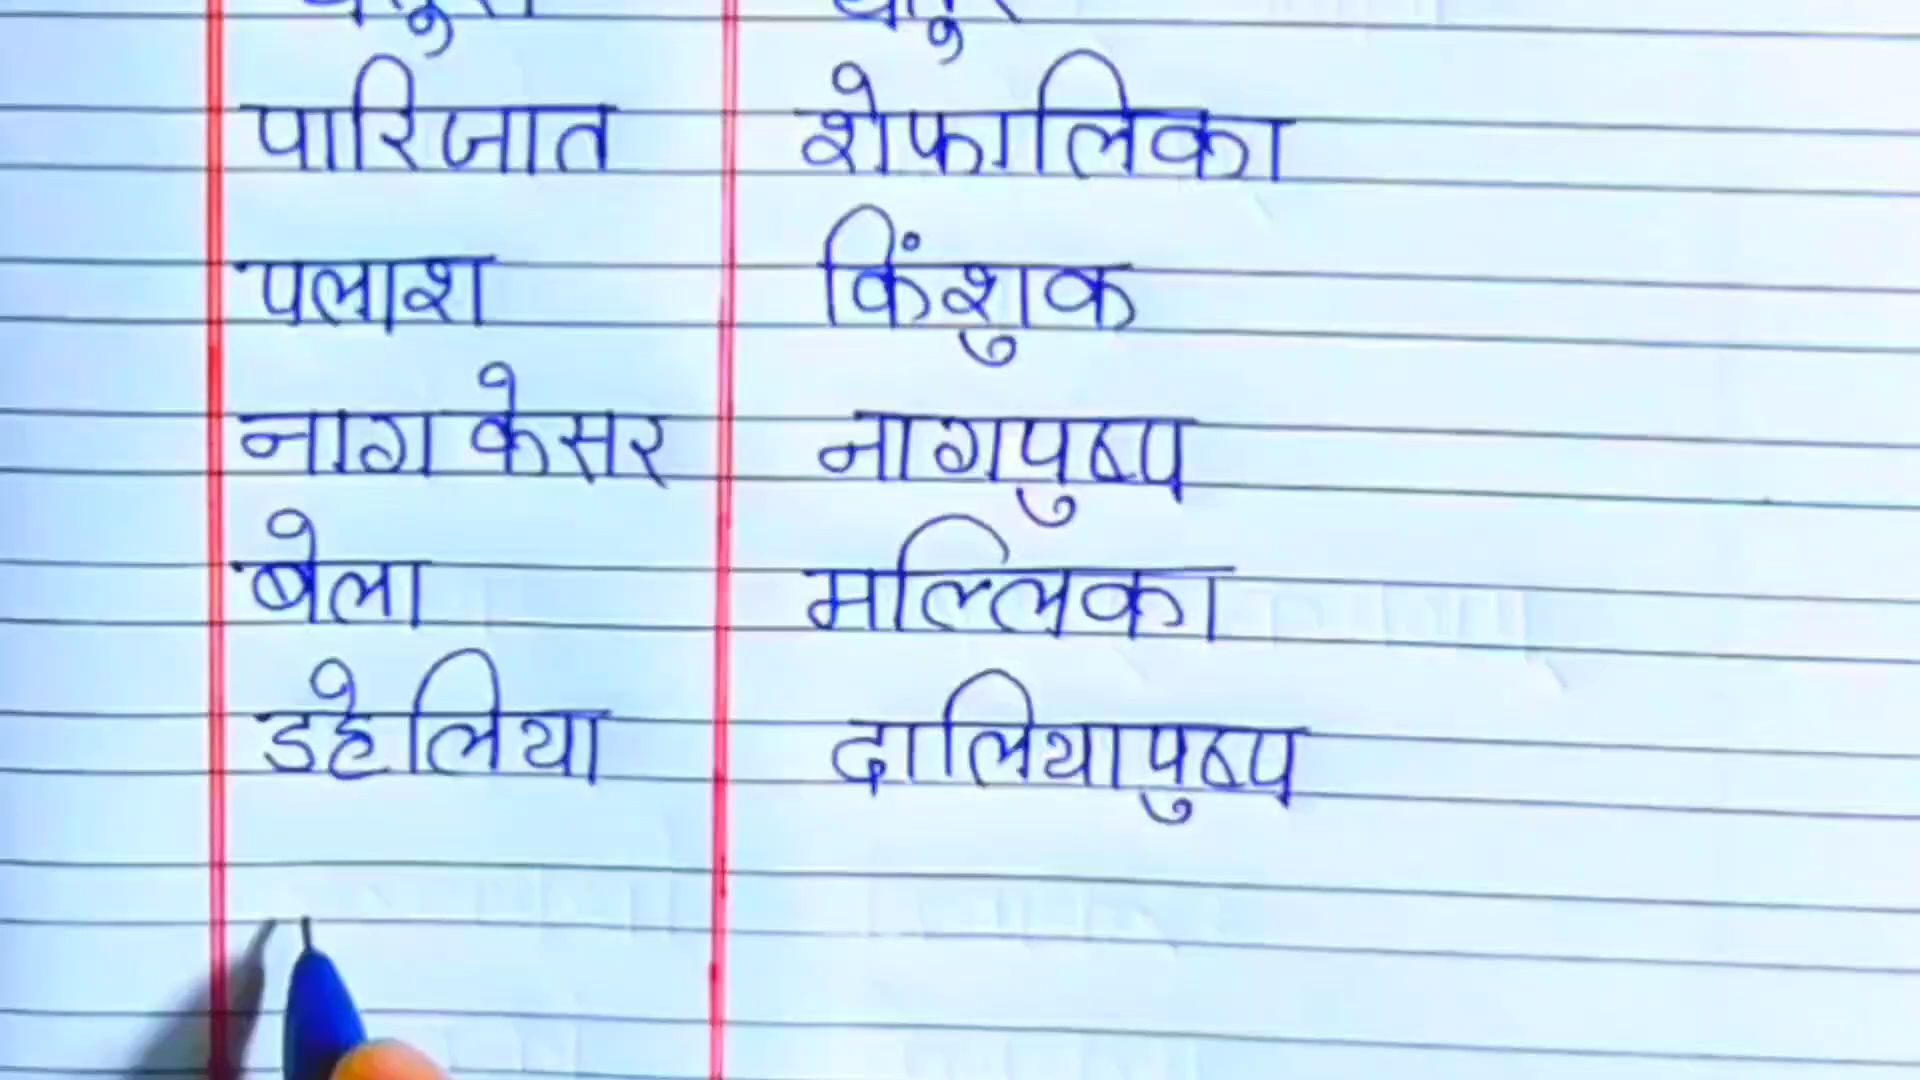 पारिजात शेफालिका
पलाश किंशुक
नाग केसर नागपुष्प
बेला मल्लिका
डहेलिया दालियापुष्प